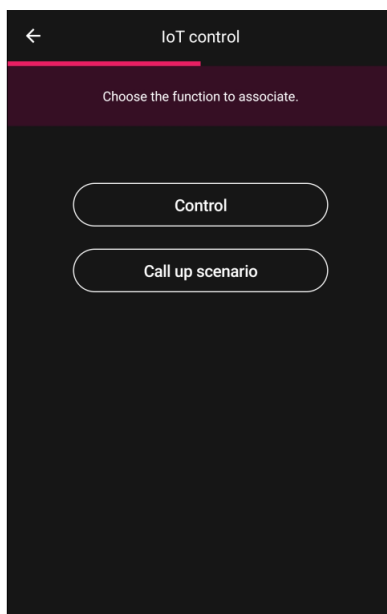 IoT control
Choose the function to associate.
Control
Call up scenario